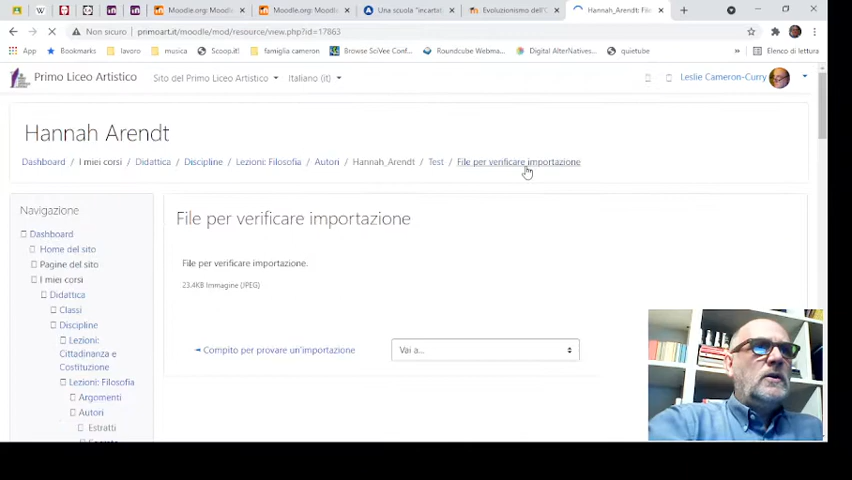 Moodle.org: Mappatura
Moodle.org: Mappatura
Una scuola "incartata
Evoluzionismo dell'O
Hannah_Arendt: File
Non sicuro | primoart.it/moodle/mod/resource/view.php?id=17863
App Bookmarks lavoro musica Scoop.it! famiglia cameron Browse SciVee Conf... Roundcube Webma... Digital AlterNatives... quietube » Elenco di lettura
Primo Liceo Artistico Sito del Primo Liceo Artistico Italiano (it) Leslie Cameron-Curry
Hannah Arendt
Dashboard / I miei corsi / Didattica / Discipline / Lezioni: Filosofia / Autori / Hannah_Arendt / Test / File per verificare importazione
Navigazione
Dashboard
Home del sito
Pagine del sito
I miei corsi
Didattica
Classi
Discipline
Lezioni:
Cittadinanza e
Costituzione
Lezioni: Filosofia
Argomenti
Autori
Estratti
File per verificare importazione
File per verificare importazione.
23.4KB Immagine (JPEG)
◄ Compito per provare un'importazione
Vai a...